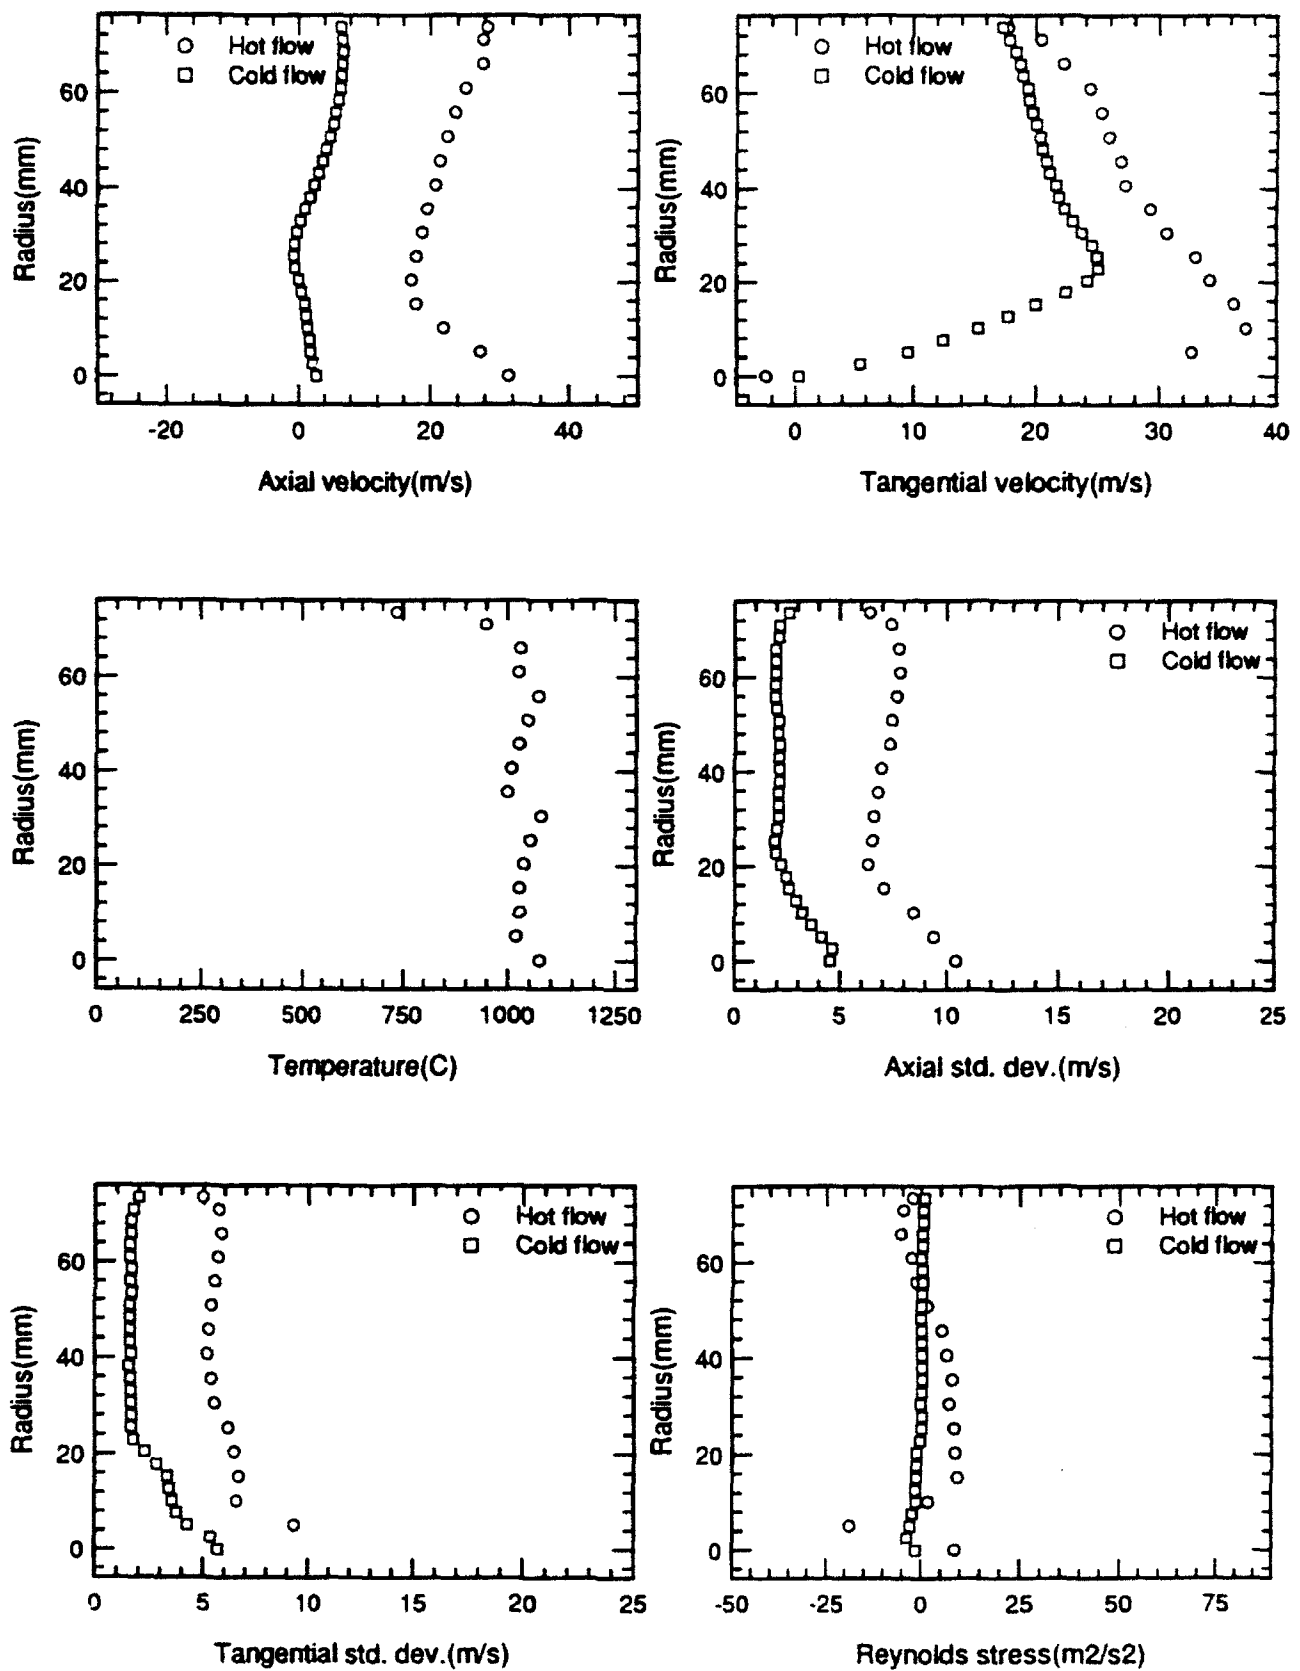 Hot flow
Cold flow
60
40
20
0
Radius(mm)
-20 0 20 40
Axial velocity(m/s)
Hot flow
Cold flow
60
40
20
0
Radius(mm)
0 10 20 30 40
Tangential velocity(m/s)
60
40
20
0
Radius(mm)
0 250 500 750 1000 1250
Temperature(C)
Hot flow
Cold flow
60
40
20
0
Radius(mm)
0 5 10 15 20 25
Axial std. dev.(m/s)
Hot flow
Cold flow
60
40
20
0
Radius(mm)
0 5 10 15 20 25
Tangential std. dev.(m/s)
Hot flow
Cold flow
60
40
20
0
Radius(mm)
-50 -25 0 25 50 75
Reynolds stress(m2/s2)